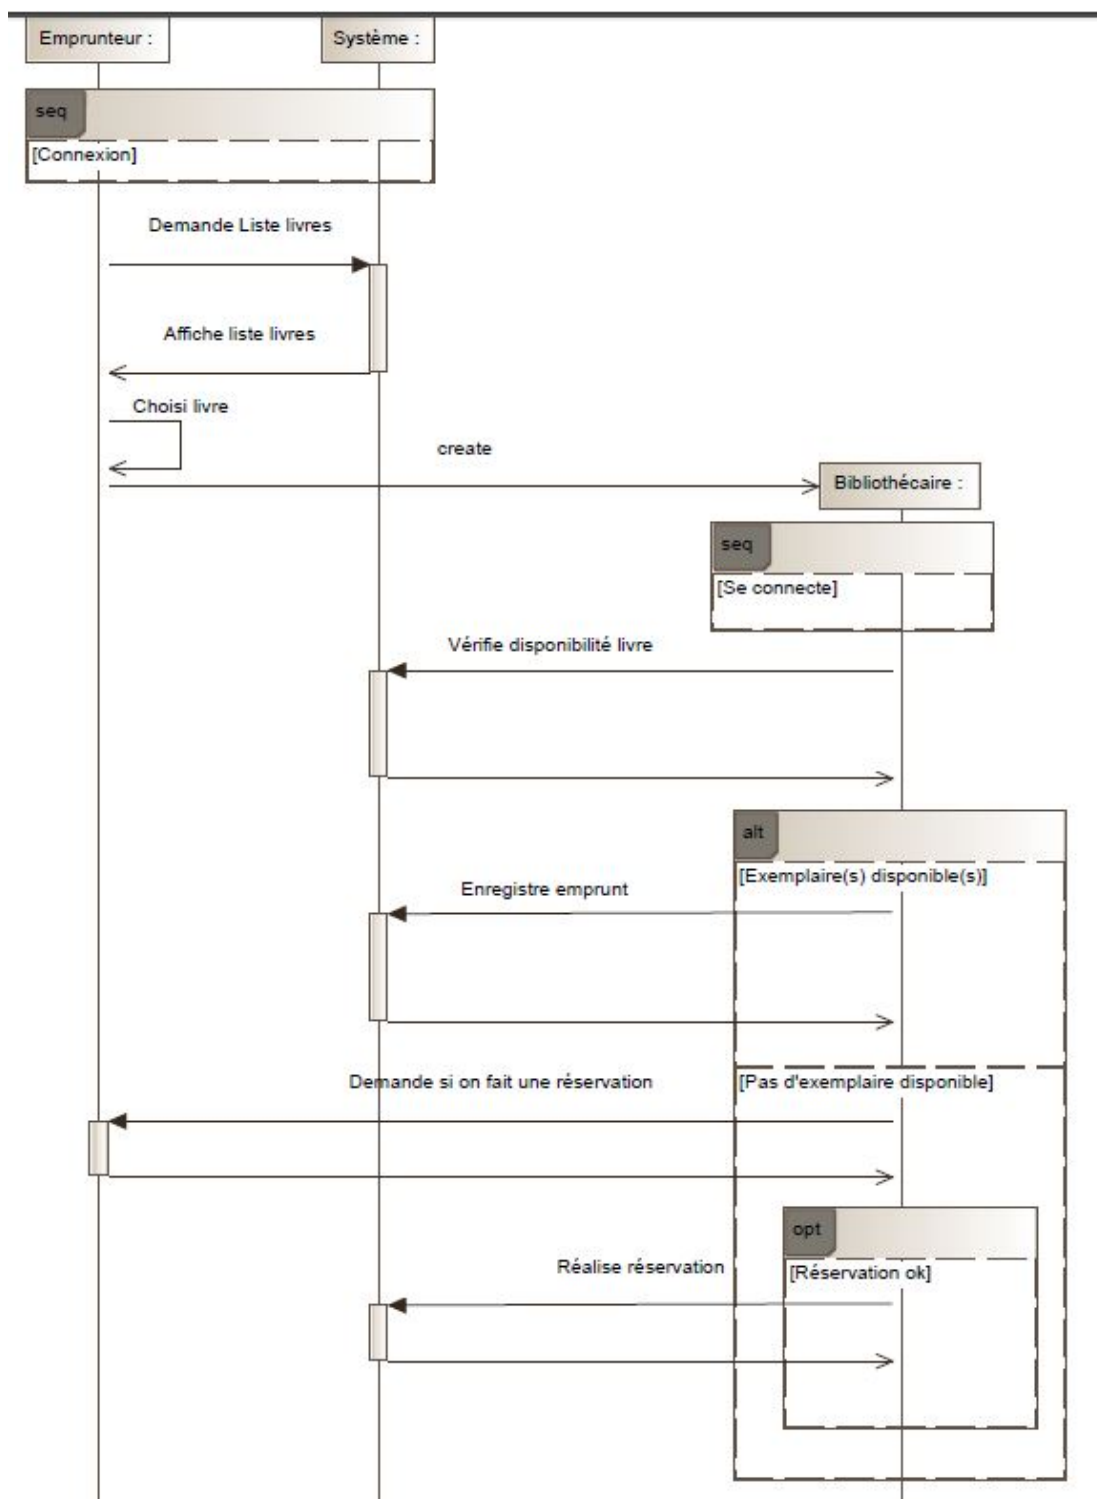 Emprunteur :
Système :
seq
[Connexion]
Demande Liste livres
Affiche liste livres
Choisi livre
create
Bibliothécaire :
seq
[Se connecte]
Vérifie disponibilité livre
alt
[Exemplaire(s) disponible(s)]
Enregistre emprunt
Demande si on fait une réservation
[Pas d'exemplaire disponible]
opt
Réalise réservation
[Réservation ok]